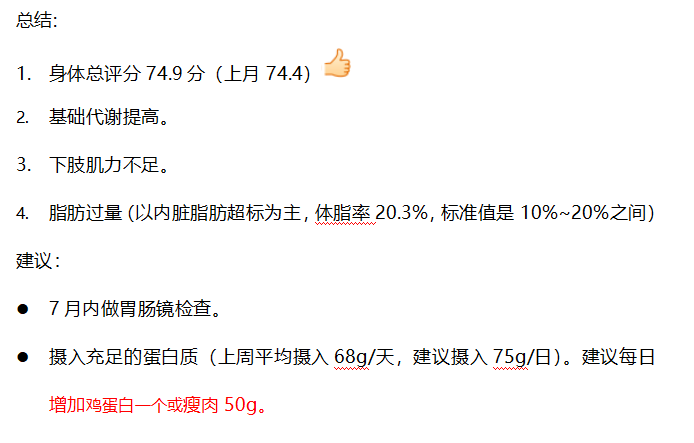 总结：
1. 身体总评分 74.9 分（上月 74.4）
2. 基础代谢提高。
3. 下肢肌力不足。
4. 脂肪过量（以内脏脂肪超标为主，体脂率 20.3%，标准值是 10%~20%之间）
建议：
● 7 月内做胃肠镜检查。
● 摄入充足的蛋白质（上周平均摄入 68g/天，建议摄入 75g/日）。建议每日
增加鸡蛋白一个或瘦肉 50g。